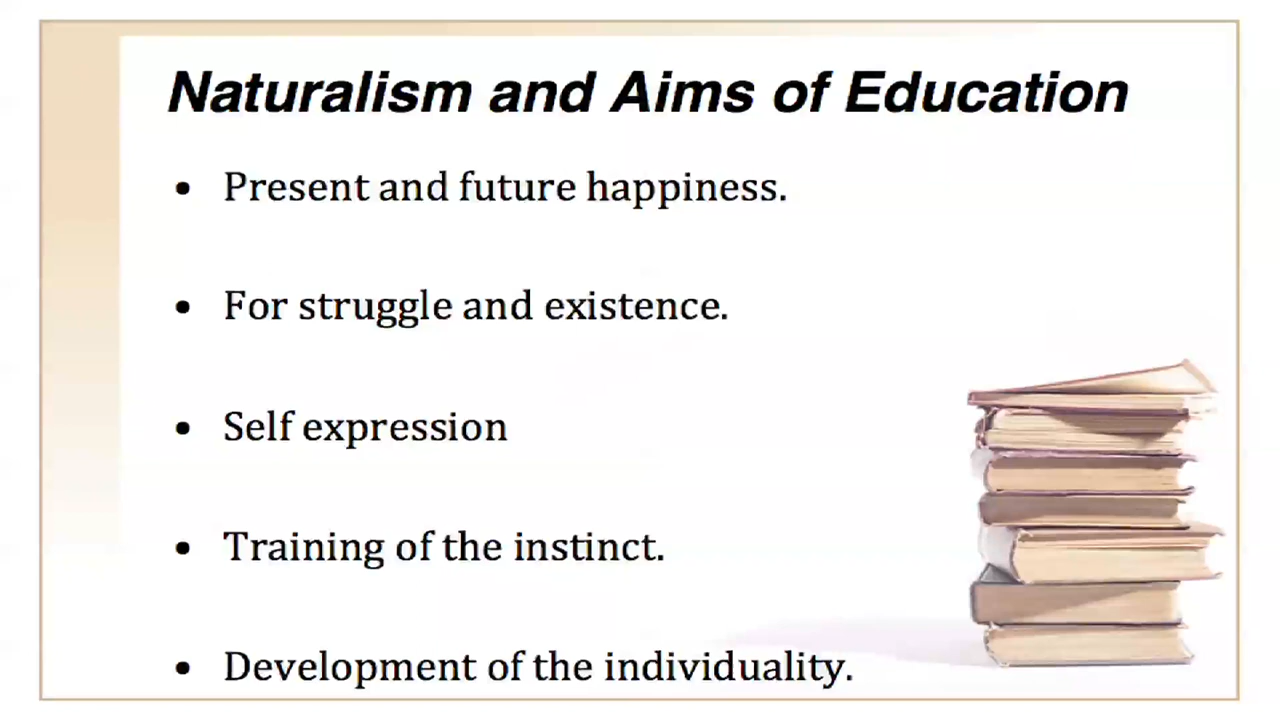 Naturalism and Aims of Education
• Present and future happiness.
• For struggle and existence.
• Self expression
• Training of the instinct.
• Development of the individuality.